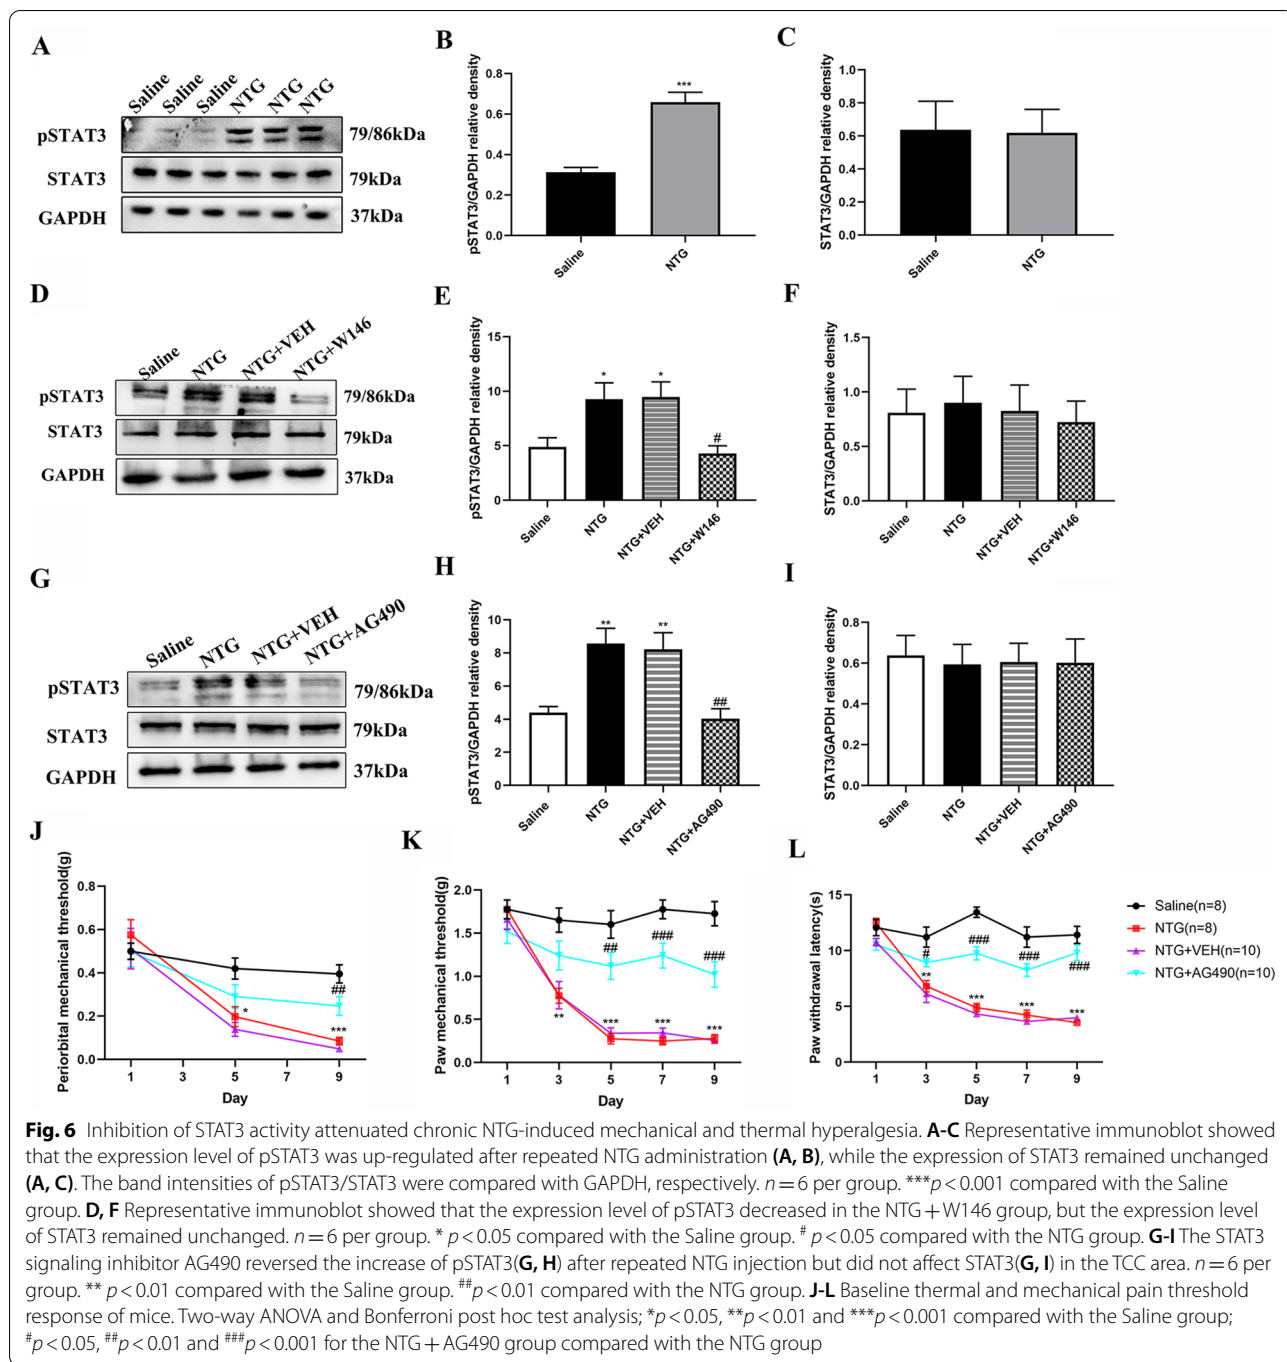 A
Saline Saline Saline NTG NTG NTG
pSTAT3 79/86kDa
STAT3 79kDa
GAPDH 37kDa
B
pSTAT3/GAPDH relative density
0.8
0.6
0.4
0.2
0.0
***
Saline NTG
C
STAT3/GAPDH relative density
1.0
0.8
0.6
0.4
0.2
0.0
Saline NTG
D
Saline NTG NTG+VEH NTG+W146
pSTAT3 79/86kDa
STAT3 79kDa
GAPDH 37kDa
E
pSTAT3/GAPDH relative density
15
10
5
0
* * #
Saline NTG NTG+VEH NTG+W146
F
STAT3/GAPDH relative density
1.5
1.0
0.5
0.0
Saline NTG NTG+VEH NTG+W146
G
Saline NTG NTG+VEH NTG+AG490
pSTAT3 79/86kDa
STAT3 79kDa
GAPDH 37kDa
H
pSTAT3/GAPDH relative density
10
8
6
4
2
0
** ** ##
Saline NTG NTG+VEH NTG+AG490
I
STAT3/GAPDH relative density
0.8
0.6
0.4
0.2
0.0
Saline NTG NTG+VEH NTG+AG490
J
Periorbital mechanical threshold(g)
0.8
0.6
0.4
0.2
0.0
##
* ***
1 3 5 7 9
Day
K
Paw mechanical threshold(g)
2.0
1.5
1.0
0.5
0.0
## ### ###
** *** *** ***
1 3 5 7 9
Day
L
Paw withdrawal latency(s)
15
10
5
0
# ### ### ###
** *** *** ***
1 3 5 7 9
Day
Saline(n=8)
NTG(n=8)
NTG+VEH(n=10)
NTG+AG490(n=10)
Fig. 6 Inhibition of STAT3 activity attenuated chronic NTG-induced mechanical and thermal hyperalgesia. A-C Representative immunoblot showed
that the expression level of pSTAT3 was up-regulated after repeated NTG administration (A, B), while the expression of STAT3 remained unchanged
(A, C). The band intensities of pSTAT3/STAT3 were compared with GAPDH, respectively. n = 6 per group. ***p < 0.001 compared with the Saline
group. D, F Representative immunoblot showed that the expression level of pSTAT3 decreased in the NTG + W146 group, but the expression level
of STAT3 remained unchanged. n = 6 per group. * p < 0.05 compared with the Saline group. # p < 0.05 compared with the NTG group. G-I The STAT3
signaling inhibitor AG490 reversed the increase of pSTAT3(G, H) after repeated NTG injection but did not affect STAT3(G, I) in the TCC area. n = 6 per
group. ** p < 0.01 compared with the Saline group. ##p < 0.01 compared with the NTG group. J-L Baseline thermal and mechanical pain threshold
response of mice. Two-way ANOVA and Bonferroni post hoc test analysis; *p < 0.05, **p < 0.01 and ***p < 0.001 compared with the Saline group;
#p < 0.05, ##p < 0.01 and ###p < 0.001 for the NTG + AG490 group compared with the NTG group